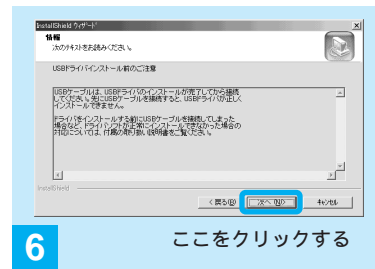 InstallShield ウィザード
情報
次のテキストをお読みください。
USBドライバインストール前のご注意
USBケーブルは、USBドライバのインストールが完了してから接続
してください。先にUSBケーブルを接続すると、USBドライバが正しく
インストールできません。
ドライバをインストールする前にUSBケーブルを接続してしまった
場合など、ドライバソフトが正常にインストールできなかった場合の
対応については、付属の取り扱い説明書をご覧ください。
InstallShield
< 戻る(B)
次へ(N)>
キャンセル
6
ここをクリックする